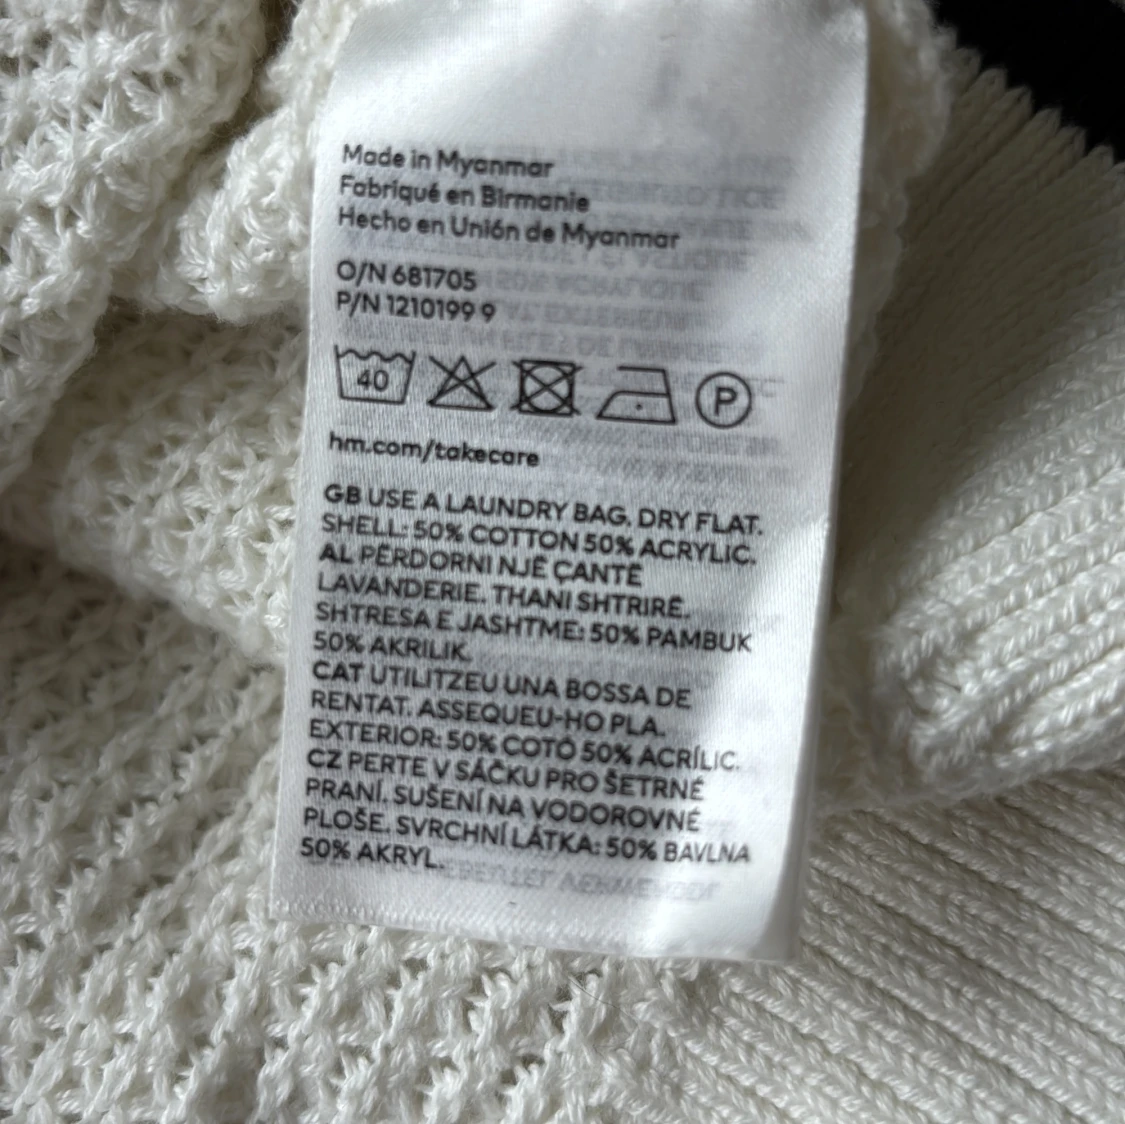 Made in Myanmar
Fabriqué en Birmanie
Hecho en Unión de Myanmar
O/N 681705
P/N 1210199 9
40
P
hm.com/takecare
GB USE A LAUNDRY BAG. DRY FLAT.
SHELL: 50% COTTON 50% ACRYLIC.
AL PËRDORNI NJË ÇANTË
LAVANDERIE. THANI SHTRIRË.
SHTRESA E JASHTME: 50% PAMBUK
50% AKRILIK.
CAT UTILITZEU UNA BOSSA DE
RENTAT. ASSEQUEU-HO PLA.
EXTERIOR: 50% COTÓ 50% ACRÍLIC.
CZ PERTE V SÁČKU PRO ŠETRNÉ
PRANÍ. SUŠENÍ NA VODOROVNÉ
PLOŠE. SVRCHNÍ LÁTKA: 50% BAVLNA
50% AKRYL.